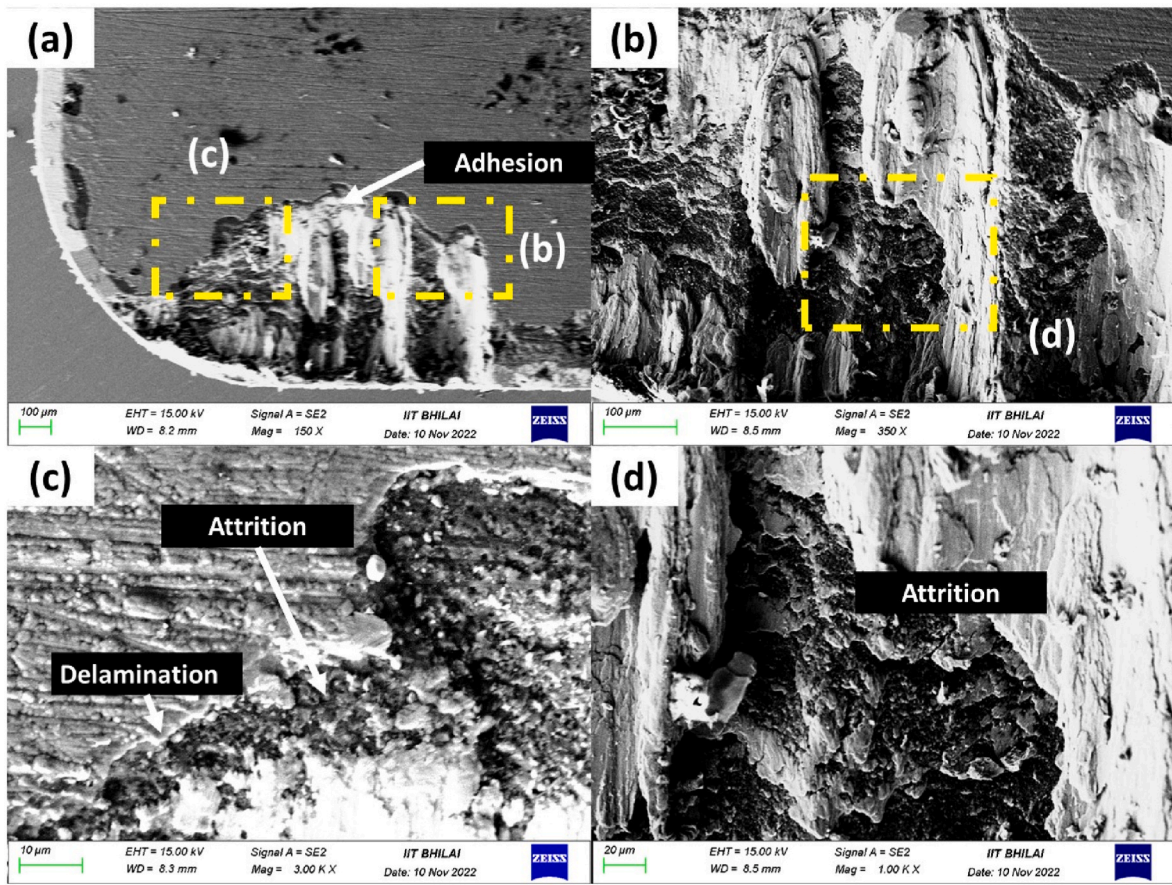 (a)
(c)
Adhesion
(b)
100 µm
EHT = 15.00 kV
WD = 8.2 mm
Signal A = SE2
Mag = 150 X
IIT BHILAI
Date: 10 Nov 2022
ZEISS
(b)
(d)
100 µm
EHT = 15.00 kV
WD = 8.5 mm
Signal A = SE2
Mag = 350 X
IIT BHILAI
Date: 10 Nov 2022
ZEISS
(c)
Attrition
Delamination
10 µm
EHT = 15.00 kV
WD = 8.3 mm
Signal A = SE2
Mag = 3.00 K X
IIT BHILAI
Date: 10 Nov 2022
ZEISS
(d)
Attrition
20 µm
EHT = 15.00 kV
WD = 8.5 mm
Signal A = SE2
Mag = 1.00 K X
IIT BHILAI
Date: 10 Nov 2022
ZEISS